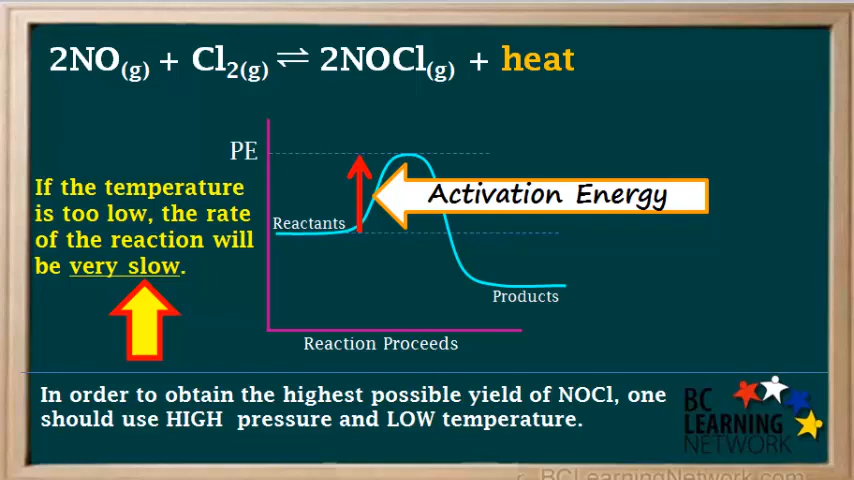 2NO(g) + Cl2(g) ⇌ 2NOCl(g) + heat
PE
Activation Energy
If the temperature
is too low, the rate
of the reaction will
be very slow.
Reactants
Products
Reaction Proceeds
In order to obtain the highest possible yield of NOCl, one
should use HIGH pressure and LOW temperature.
BC
LEARNING
NETWORK
BCLearningNetwork.com